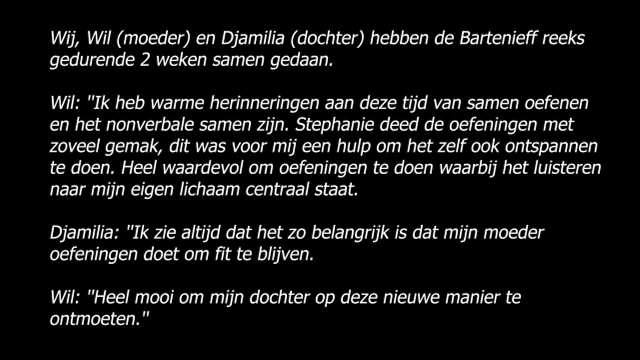 Wij, Wil (moeder) en Djamilia (dochter) hebben de Bartenieff reeks
gedurende 2 weken samen gedaan.
Wil: "Ik heb warme herinneringen aan deze tijd van samen oefenen
en het nonverbale samen zijn. Stephanie deed de oefeningen met
zoveel gemak, dit was voor mij een hulp om het zelf ook ontspannen
te doen. Heel waardevol om oefeningen te doen waarbij het luisteren
naar mijn eigen lichaam centraal staat.
Djamilia: "Ik zie altijd dat het zo belangrijk is dat mijn moeder
oefeningen doet om fit te blijven.
Wil: "Heel mooi om mijn dochter op deze nieuwe manier te
ontmoeten."